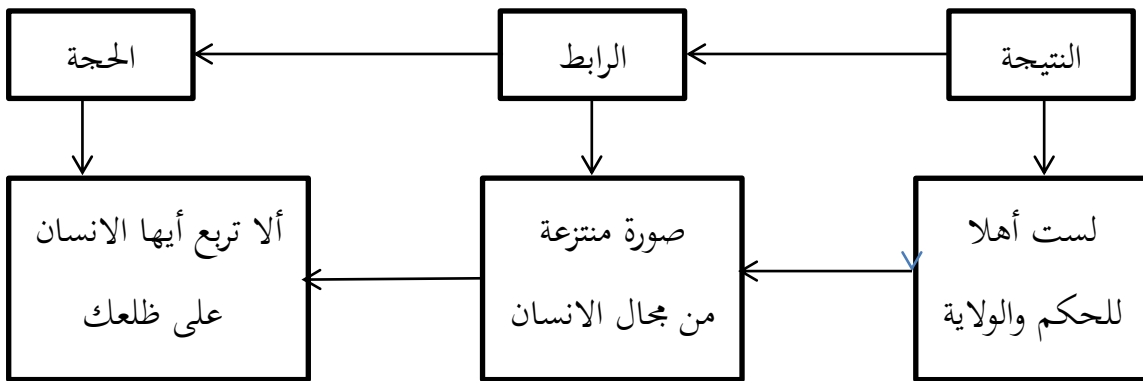 النتيجة
الرابط
الحجة
لست أهلا
للحكم والولاية
صورة منتزعة
من مجال الانسان
ألا تربع أيها الانسان
على ظلعك